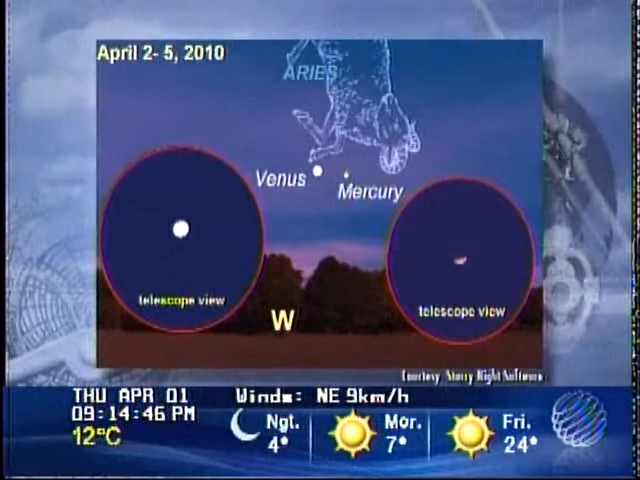 April 2- 5, 2010
ARIES
Venus
Mercury
telescope view
telescope view
W
Courtesy Starry Night Software
THU APR 01
Winds: NE 9km/h
09:14:46 PM
12°C
Ngt.
4°
Mor.
7°
Fri.
24°